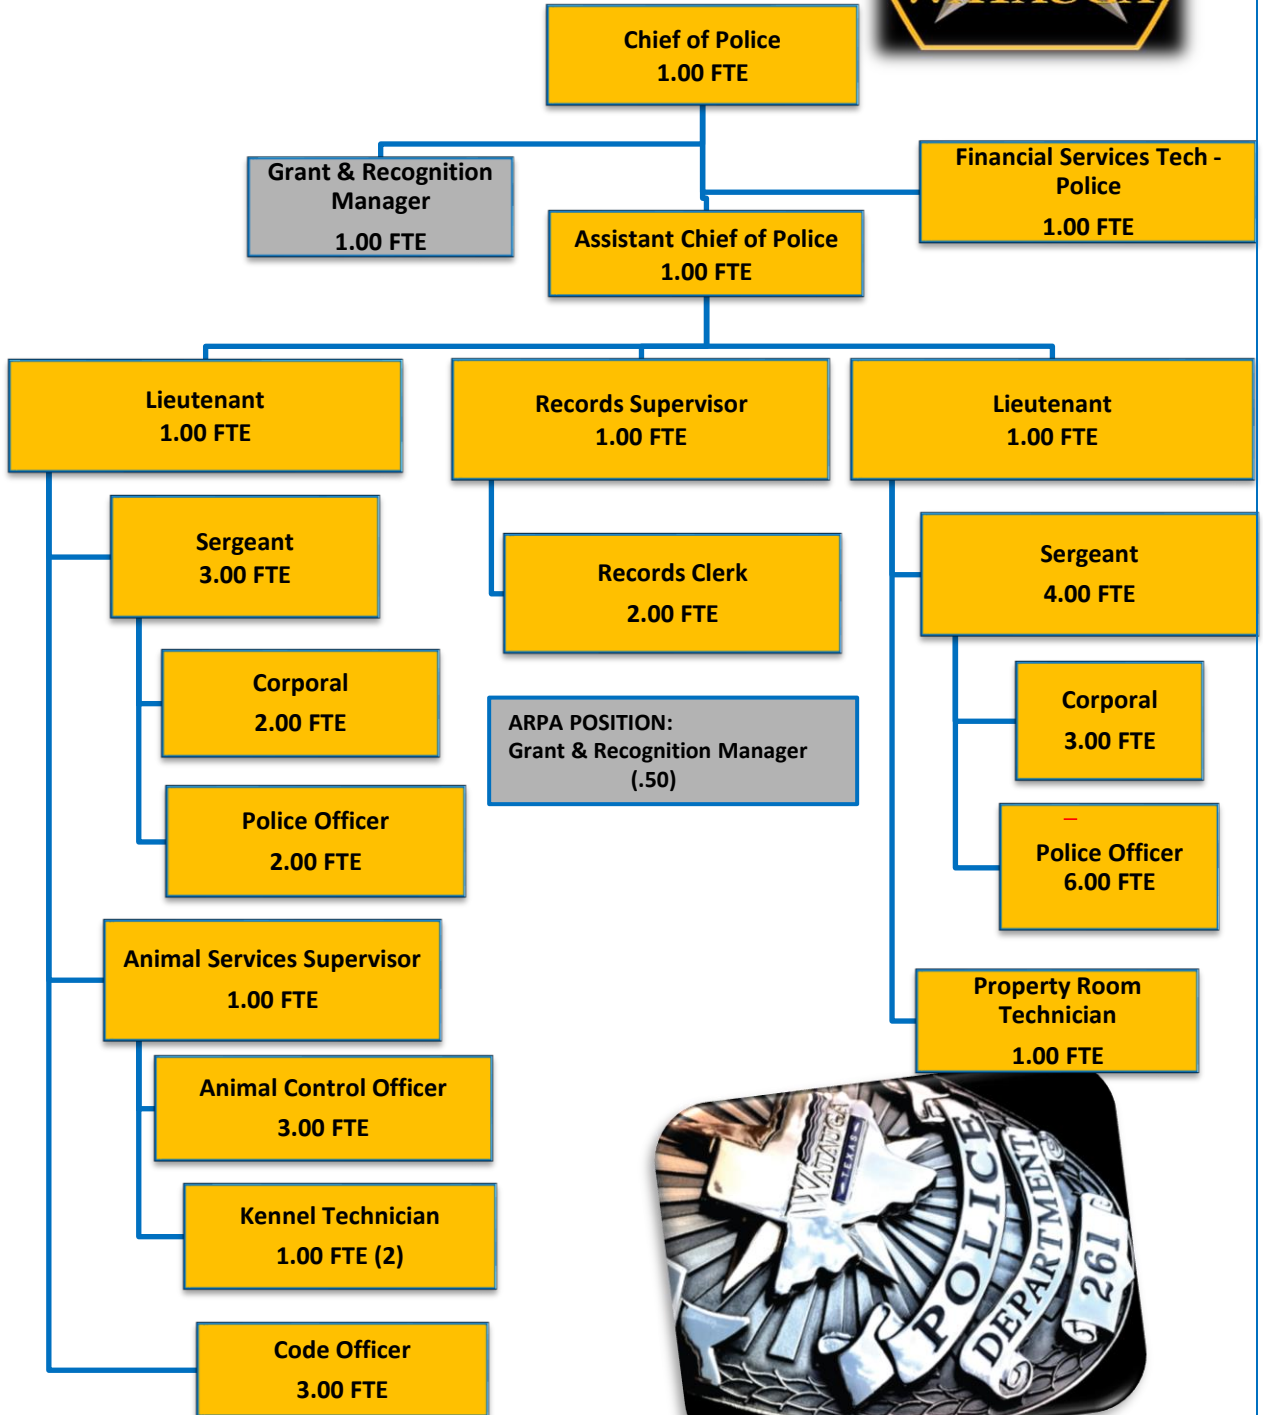 WATAUGA
Chief of Police
1.00 FTE
Grant & Recognition
Manager
1.00 FTE
Financial Services Tech -
Police
1.00 FTE
Assistant Chief of Police
1.00 FTE
Lieutenant
1.00 FTE
Records Supervisor
1.00 FTE
Lieutenant
1.00 FTE
Sergeant
3.00 FTE
Records Clerk
2.00 FTE
Sergeant
4.00 FTE
Corporal
2.00 FTE
ARPA POSITION:
Grant & Recognition Manager
(.50)
Corporal
3.00 FTE
Police Officer
2.00 FTE
Police Officer
6.00 FTE
Animal Services Supervisor
1.00 FTE
Property Room
Technician
1.00 FTE
Animal Control Officer
3.00 FTE
Kennel Technician
1.00 FTE (2)
Code Officer
3.00 FTE
WATAUGA
TEXAS
POLICE
DEPARTMENT
261